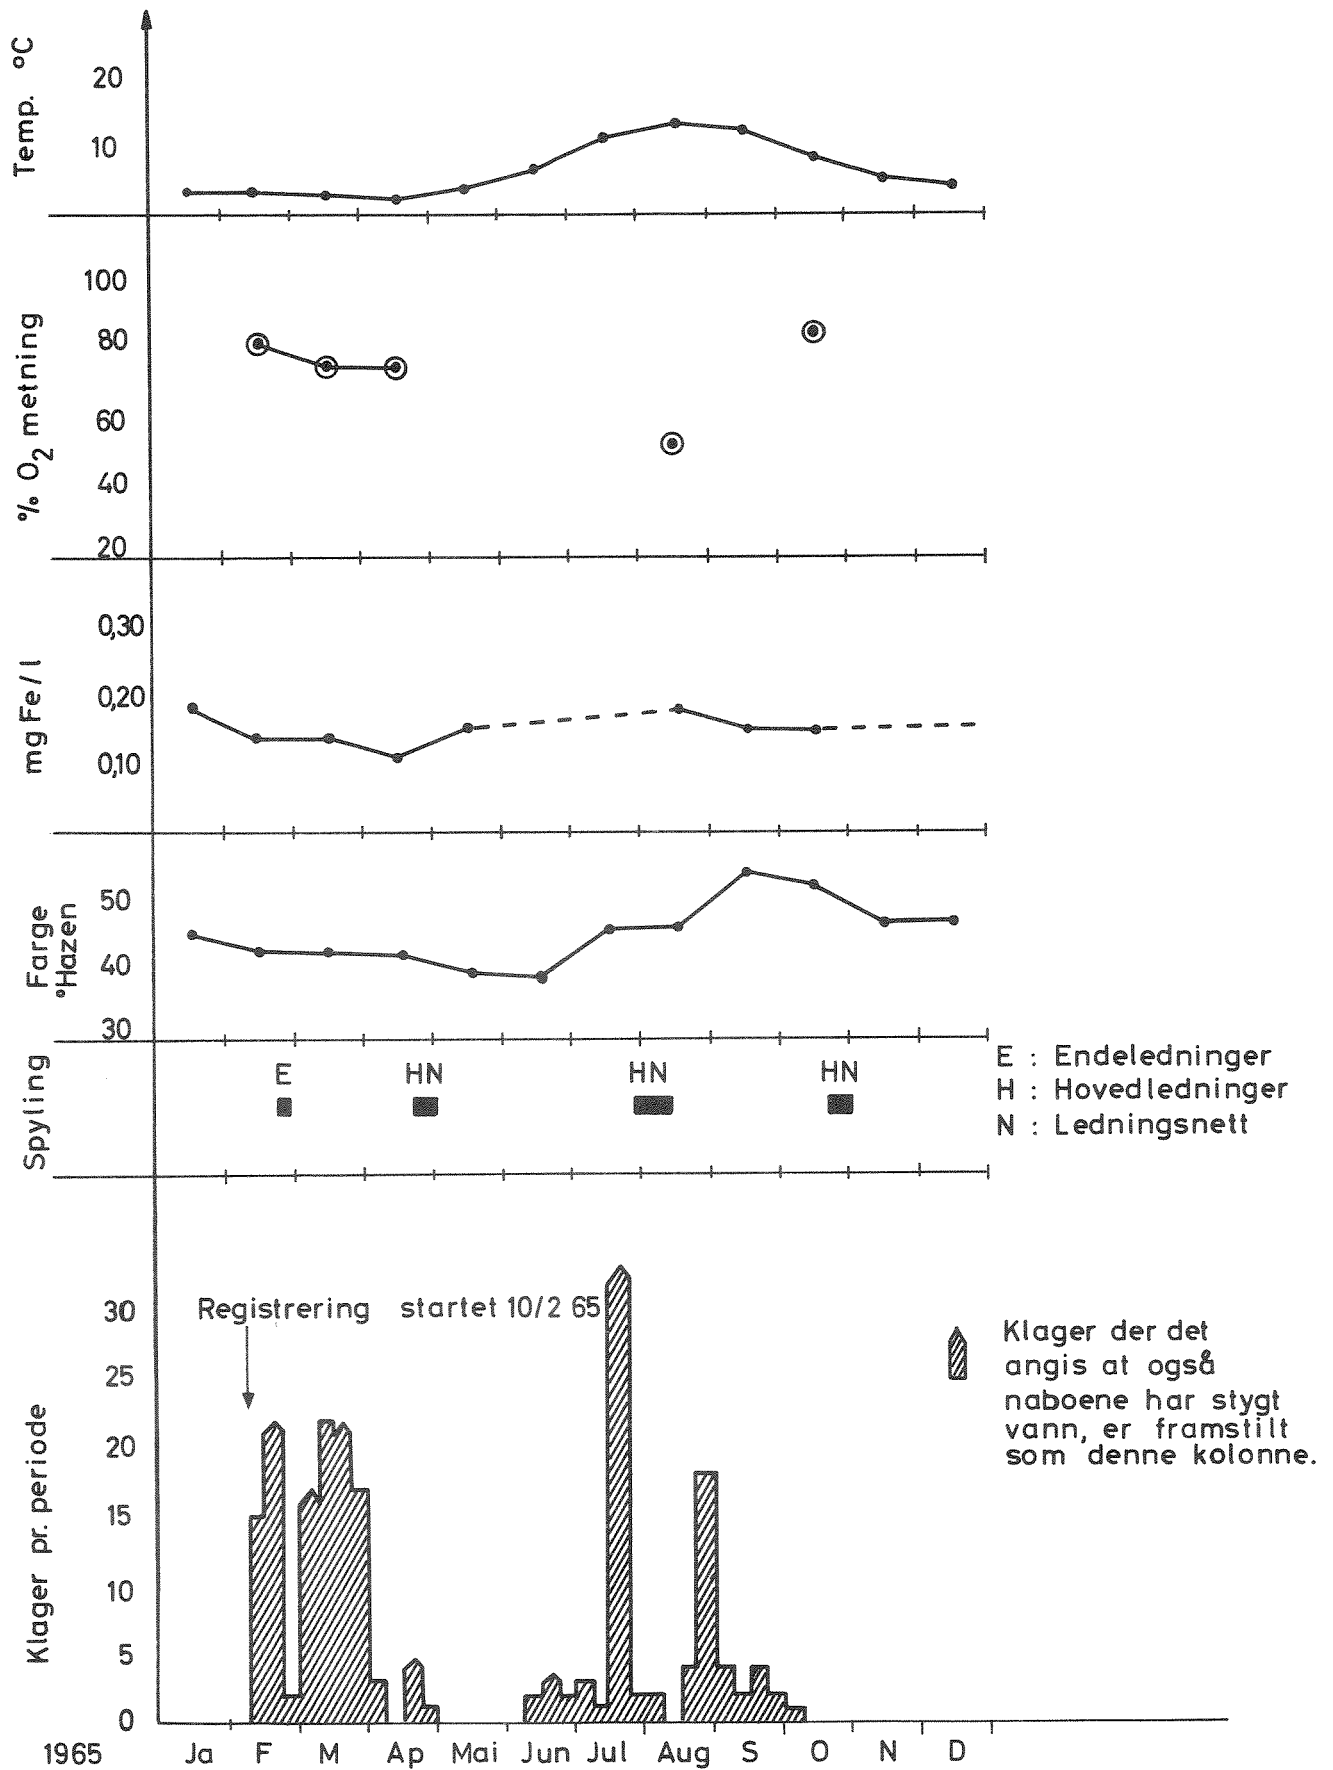 Temp. °C
20
10
% O2 metning
100
80
60
40
20
mg Fe/l
0,30
0,20
0,10
Farge
°Hazen
50
40
30
Spyling
E
HN
HN
HN
E : Endeledninger
H : Hovedledninger
N : Ledningsnett
Klager pr. periode
30
25
20
15
10
5
0
Registrering startet 10/2 65
Klager der det
angis at også
naboene har stygt
vann, er framstilt
som denne kolonne.
1965 Ja F M Ap Mai Jun Jul Aug S O N D